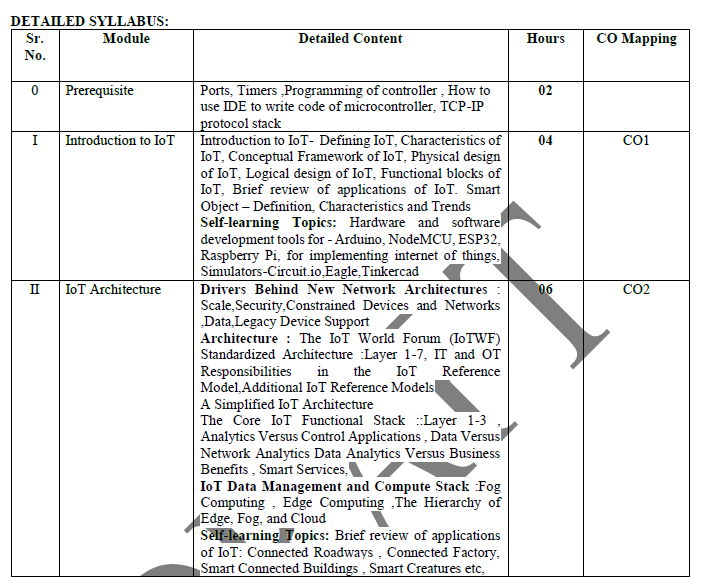 DETAILED SYLLABUS:
Sr. No.
Module
Detailed Content
Hours
CO Mapping
0
Prerequisite
Ports, Timers ,Programming of controller , How to
use IDE to write code of microcontroller, TCP-IP
protocol stack
02
I
Introduction to IoT
Introduction to IoT- Defining IoT, Characteristics of
IoT, Conceptual Framework of IoT, Physical design
of IoT, Logical design of IoT, Functional blocks of
IoT, Brief review of applications of IoT. Smart
Object – Definition, Characteristics and Trends
Self-learning Topics: Hardware and software
development tools for - Arduino, NodeMCU, ESP32,
Raspberry Pi, for implementing internet of things,
Simulators-Circuit.io,Eagle,Tinkercad
04
CO1
II
IoT Architecture
Drivers Behind New Network Architectures :
Scale,Security,Constrained Devices and Networks
,Data,Legacy Device Support
Architecture : The IoT World Forum (IoTWF)
Standardized Architecture :Layer 1-7, IT and OT
Responsibilities in the IoT Reference
Model,Additional IoT Reference Models
A Simplified IoT Architecture
The Core IoT Functional Stack ::Layer 1-3 ,
Analytics Versus Control Applications , Data Versus
Network Analytics Data Analytics Versus Business
Benefits , Smart Services,
IoT Data Management and Compute Stack :Fog
Computing , Edge Computing ,The Hierarchy of
Edge, Fog, and Cloud
Self-learning Topics: Brief review of applications
of IoT: Connected Roadways , Connected Factory,
Smart Connected Buildings , Smart Creatures etc,
06
CO2